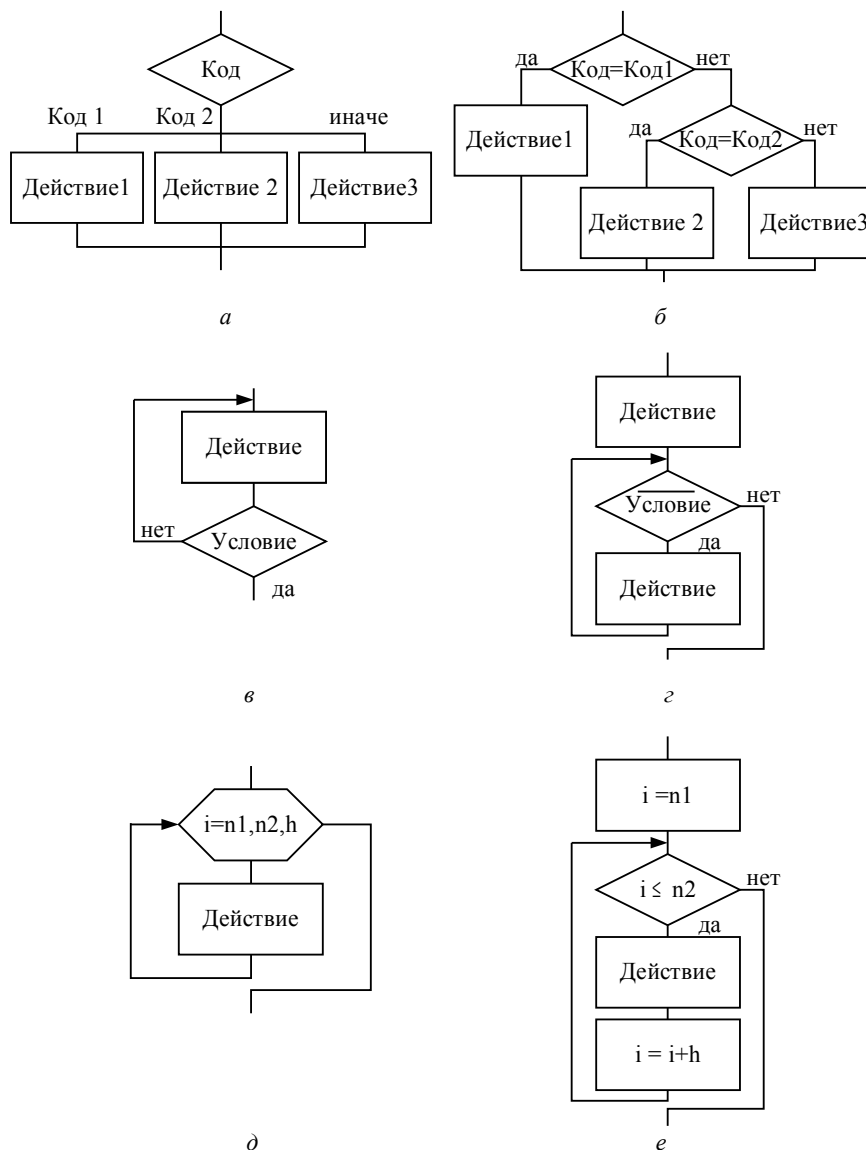 Код
Код 1
Код 2
иначе
Действие1
Действие 2
Действие3
а
да
Код=Код1
нет
Действие1
да
Код=Код2
нет
Действие 2
Действие3
б
Действие
нет
Условие
да
в
Действие
Условие
нет
да
Действие
г
i=n1,n2,h
Действие
д
i =n1
i ≤ n2
нет
да
Действие
i = i+h
е